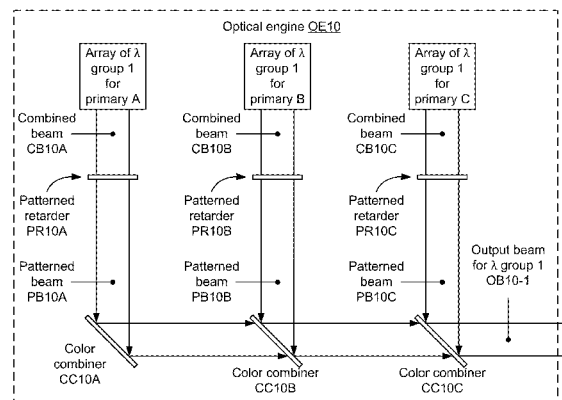 Optical engine OE10
Array of λ
group 1
for
primary A
Array of λ
group 1
for
primary B
Array of λ
group 1
for
primary C
Combined
beam
CB10A
Combined
beam
CB10B
Combined
beam
CB10C
Patterned
retarder
PR10A
Patterned
retarder
PR10B
Patterned
retarder
PR10C
Patterned
beam
PB10A
Patterned
beam
PB10B
Patterned
beam
PB10C
Output beam
for λ group 1
OB10-1
Color
combiner
CC10A
Color combiner
CC10B
Color combiner
CC10C